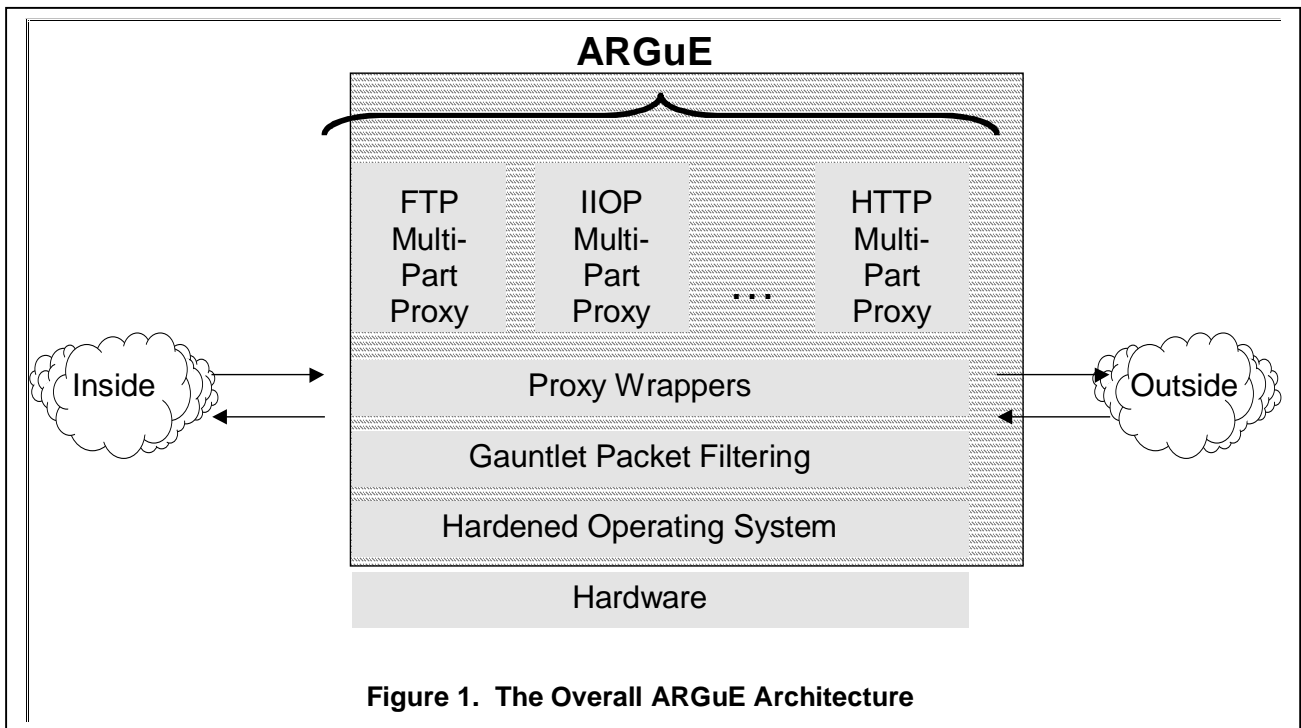 ARGuE
FTP
Multi-
Part
Proxy
IIOP
Multi-
Part
Proxy
...
HTTP
Multi-
Part
Proxy
Inside
Proxy Wrappers
Outside
Gauntlet Packet Filtering
Hardened Operating System
Hardware
Figure 1. The Overall ARGuE Architecture